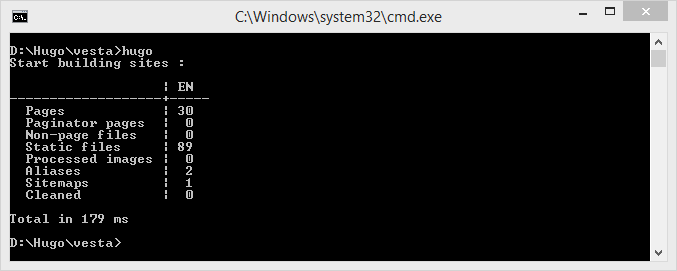 C:\Windows\system32\cmd.exe
D:\Hugo\vesta>hugo
Start building sites :
                   | EN
-------------------+-----
  Pages            | 30
  Paginator pages  |  0
  Non-page files   |  0
  Static files     | 89
  Processed images |  0
  Aliases          |  2
  Sitemaps         |  1
  Cleaned          |  0
Total in 179 ms
D:\Hugo\vesta>